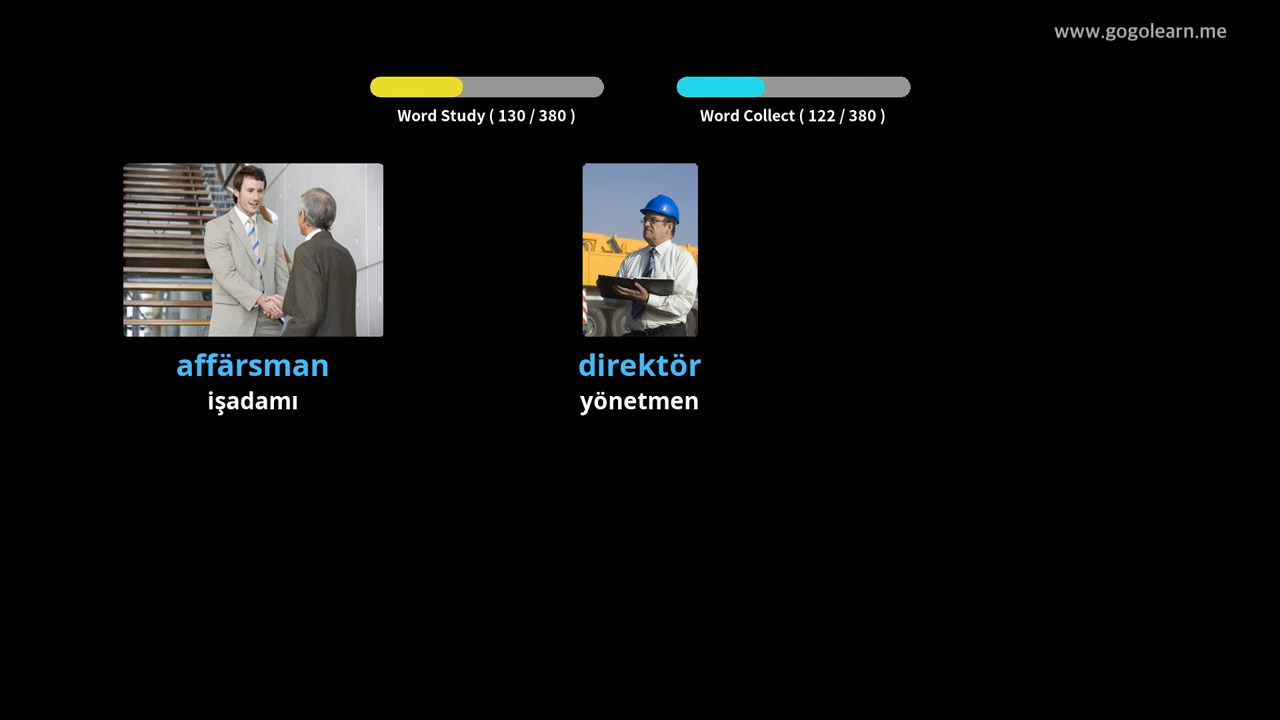 www.gogolearn.me
Word Study ( 130 / 380 )
Word Collect ( 122 / 380 )
affärsman
işadamı
direktör
yönetmen